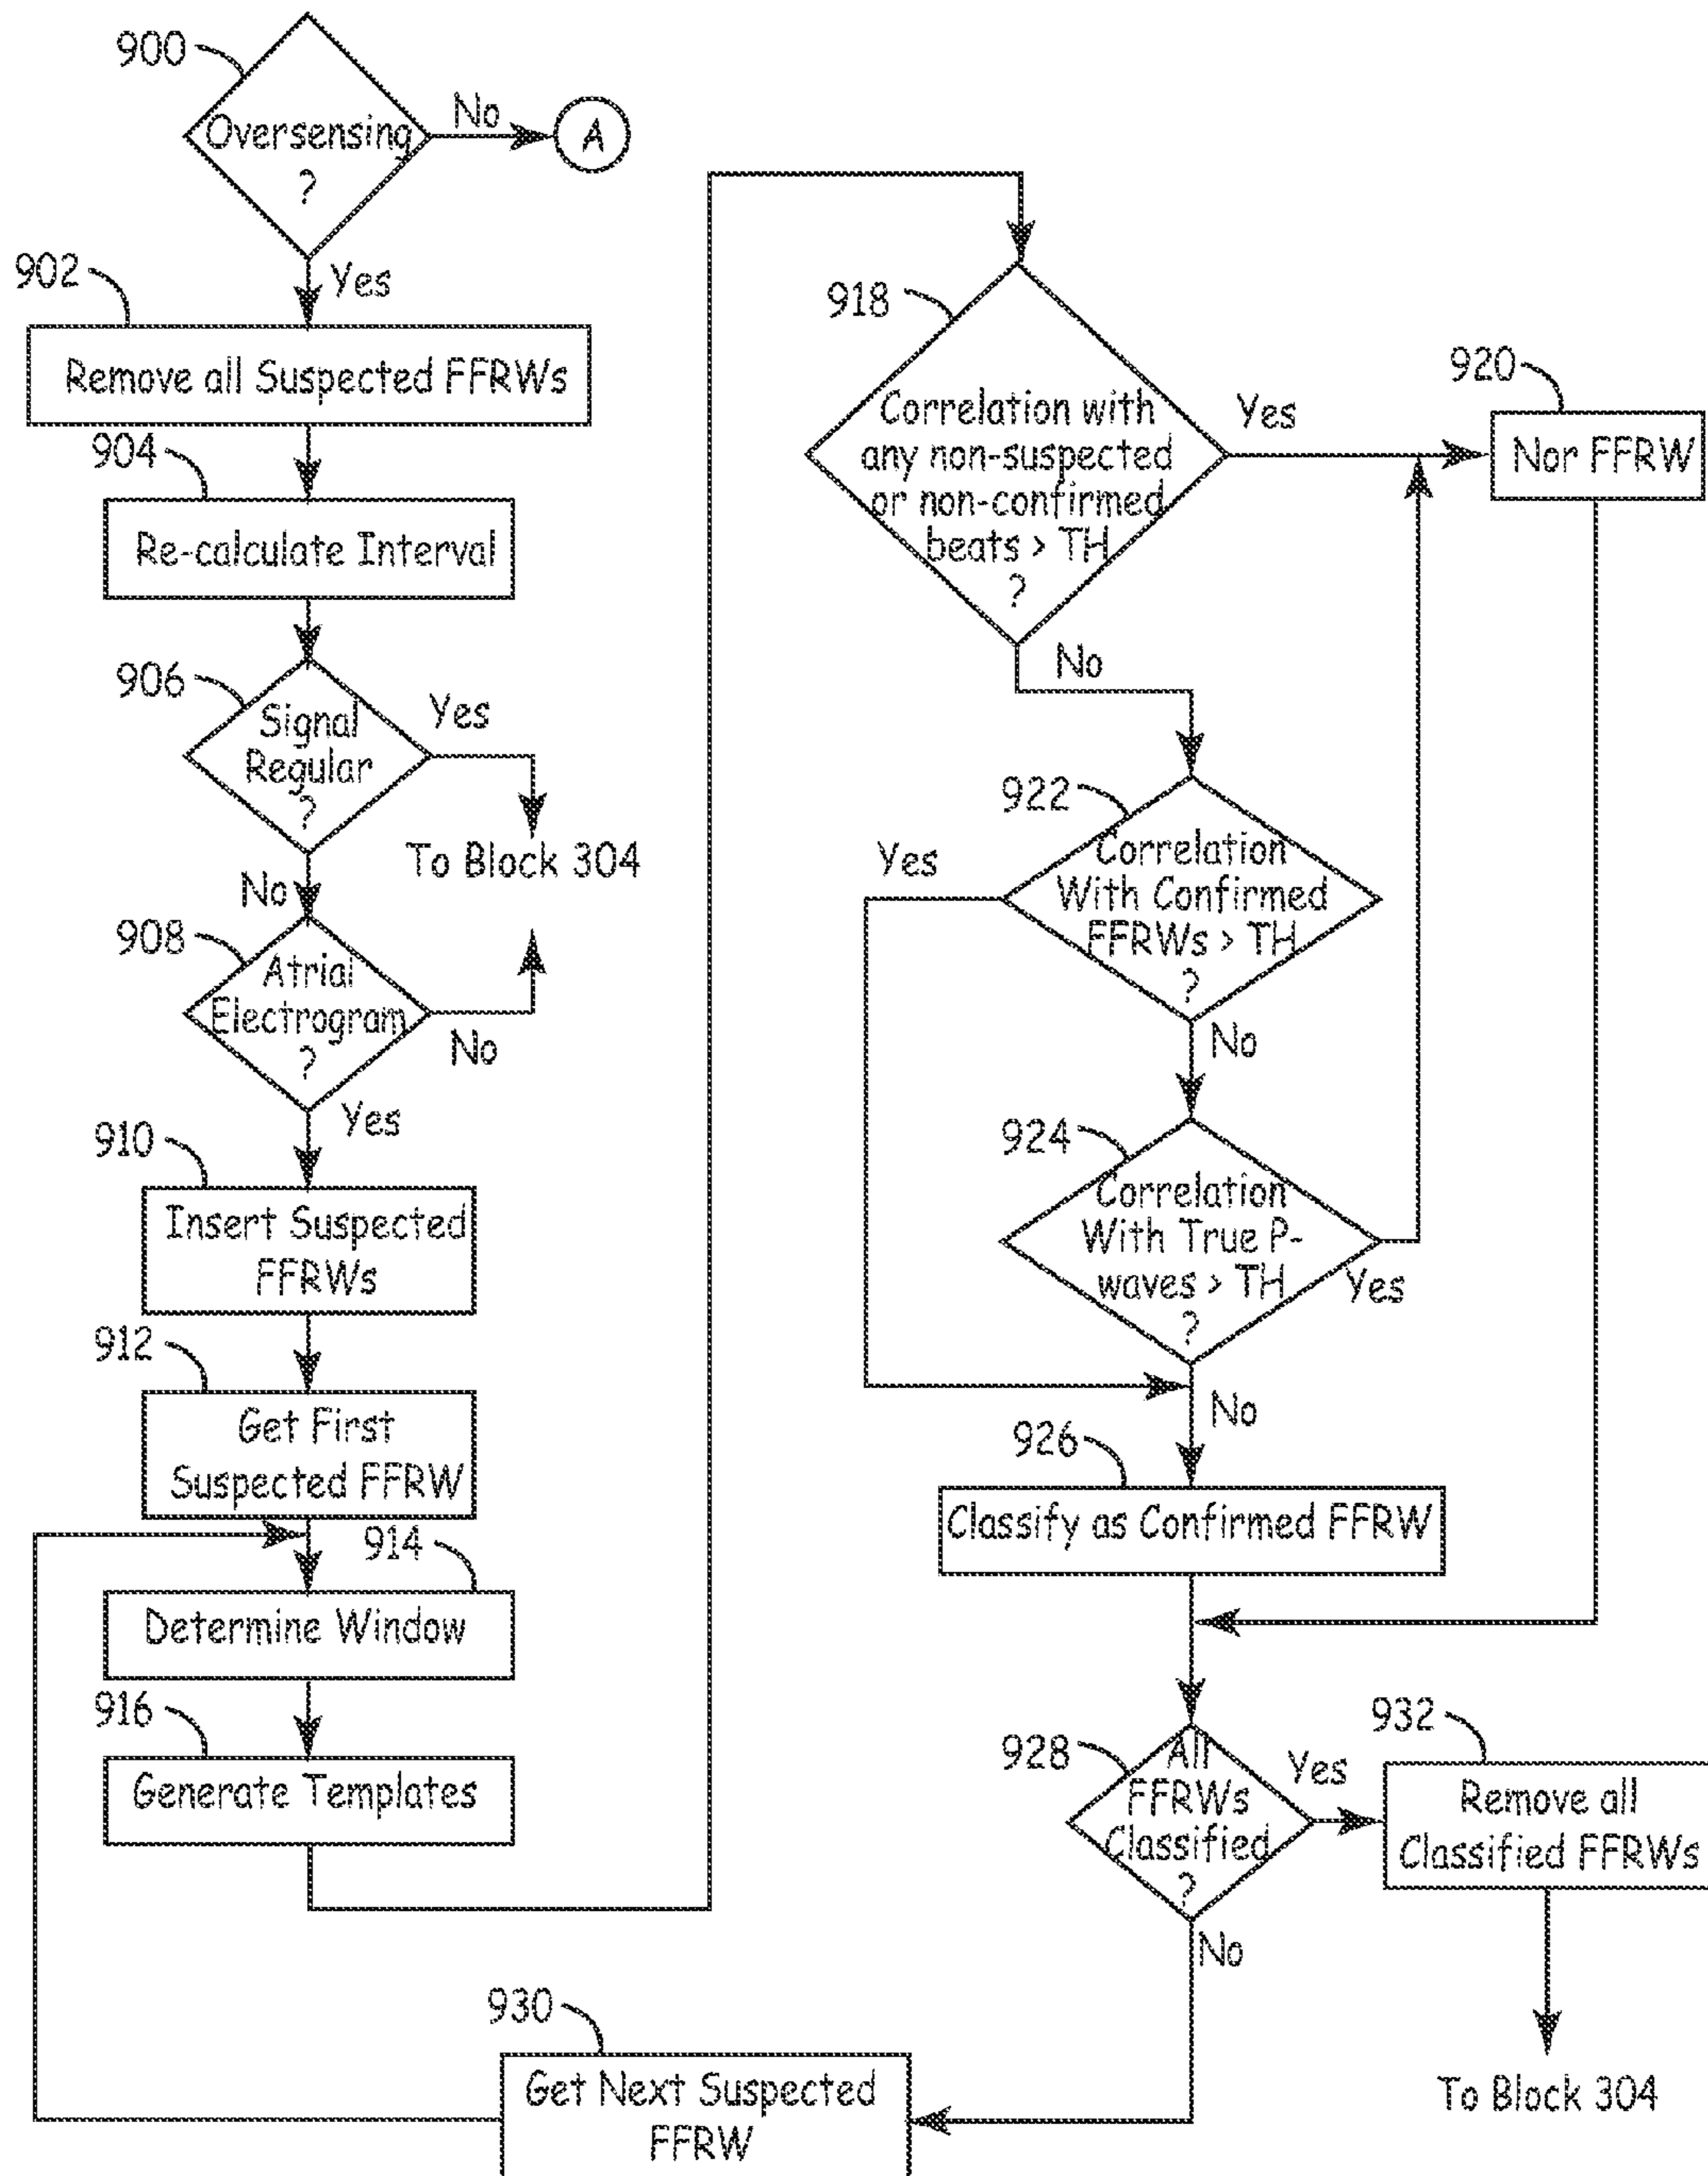 900
Oversensing
?
No
A
Yes
902
Remove all Suspected FFRWs
904
Re-calculate Interval
906
Signal
Regular
?
Yes
To Block 304
No
908
Atrial
Electrogram
?
No
Yes
910
Insert Suspected
FFRWs
912
Get First
Suspected FFRW
914
Determine Window
916
Generate Templates
918
Correlation with
any non-suspected
or non-confirmed
beats > TH
?
Yes
920
Nor FFRW
No
922
Correlation
With Confirmed
FFRWs > TH
?
Yes
No
924
Correlation
With True P-
waves > TH
?
Yes
No
926
Classify as Confirmed FFRW
928
All
FFRWs
Classified
?
Yes
932
Remove all
Classified FFRWs
No
930
Get Next Suspected
FFRW
To Block 304